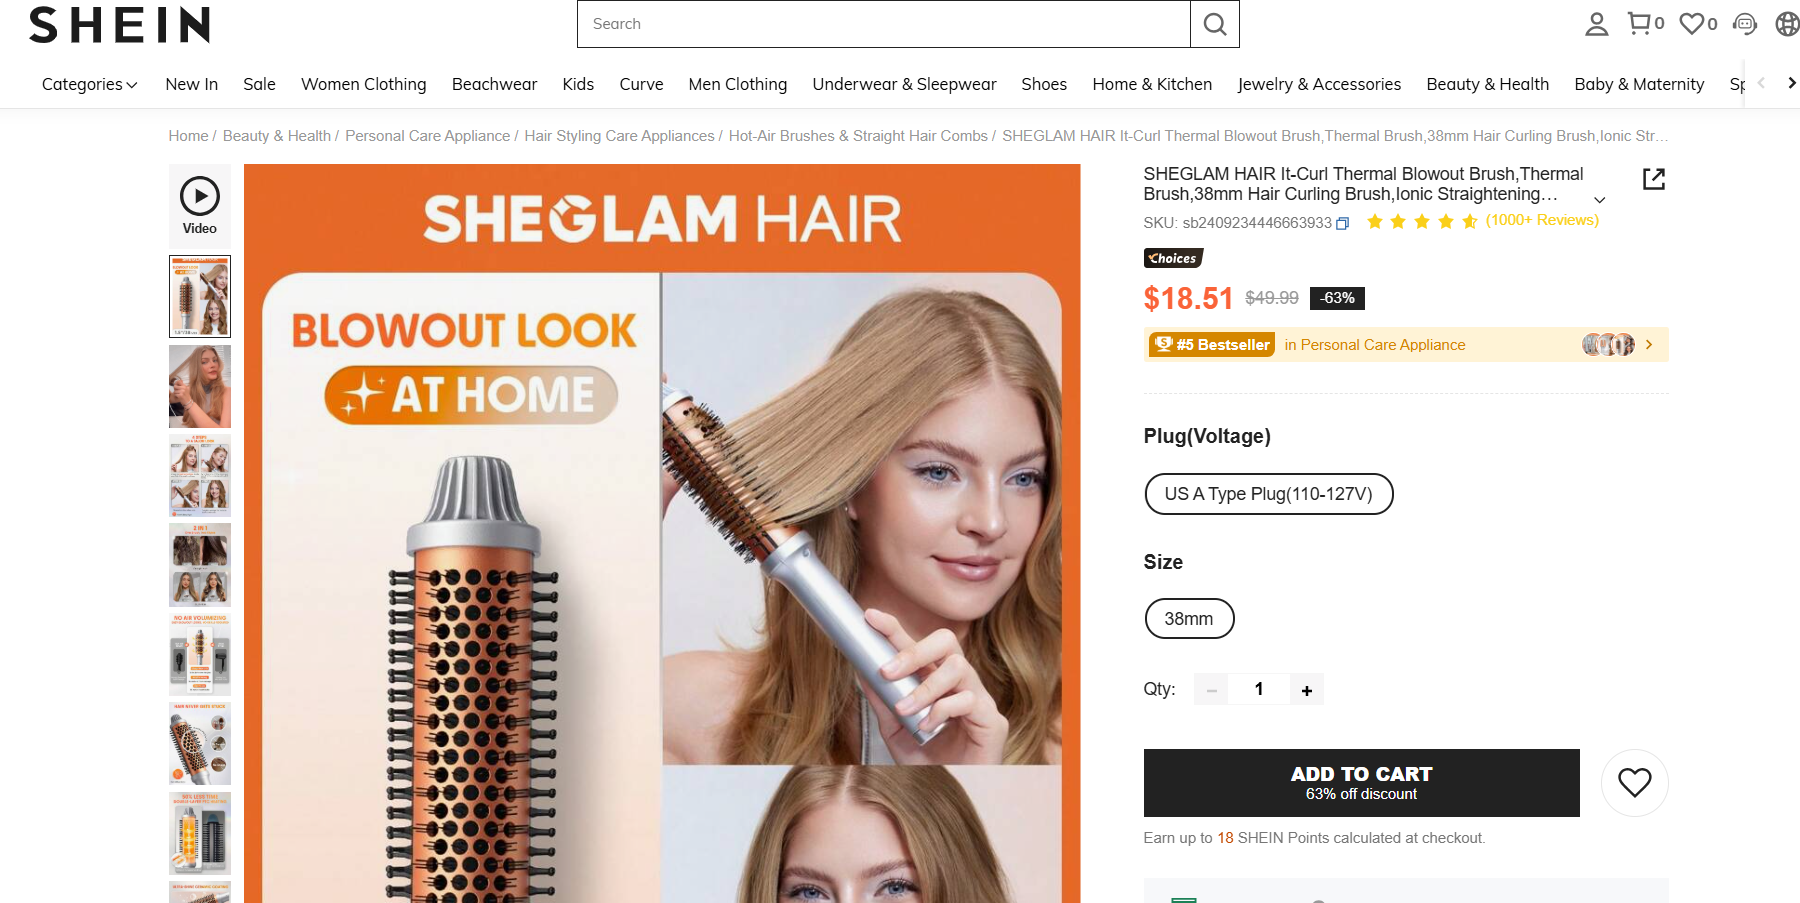 SHEIN
Search
0
0
Categories
New In
Sale
Women Clothing
Beachwear
Kids
Curve
Men Clothing
Underwear & Sleepwear
Shoes
Home & Kitchen
Jewelry & Accessories
Beauty & Health
Baby & Maternity
Sp
Home / Beauty & Health / Personal Care Appliance / Hair Styling Care Appliances / Hot-Air Brushes & Straight Hair Combs / SHEGLAM HAIR It-Curl Thermal Blowout Brush,Thermal Brush,38mm Hair Curling Brush,Ionic Str...
Video
SHEGLAM HAIR
BLOWOUT LOOK
AT HOME
2 IN 1
NO AIR VOLUMIZING
SHEGLAM HAIR It-Curl Thermal Blowout Brush,Thermal
Brush,38mm Hair Curling Brush,Ionic Straightening...
SKU: sb2409234446663933
(1000+ Reviews)
Choices
$18.51 $49.99 -63%
#5 Bestseller in Personal Care Appliance
Plug(Voltage)
US A Type Plug(110-127V)
Size
38mm
Qty: − 1 +
ADD TO CART
63% off discount
Earn up to 18 SHEIN Points calculated at checkout.